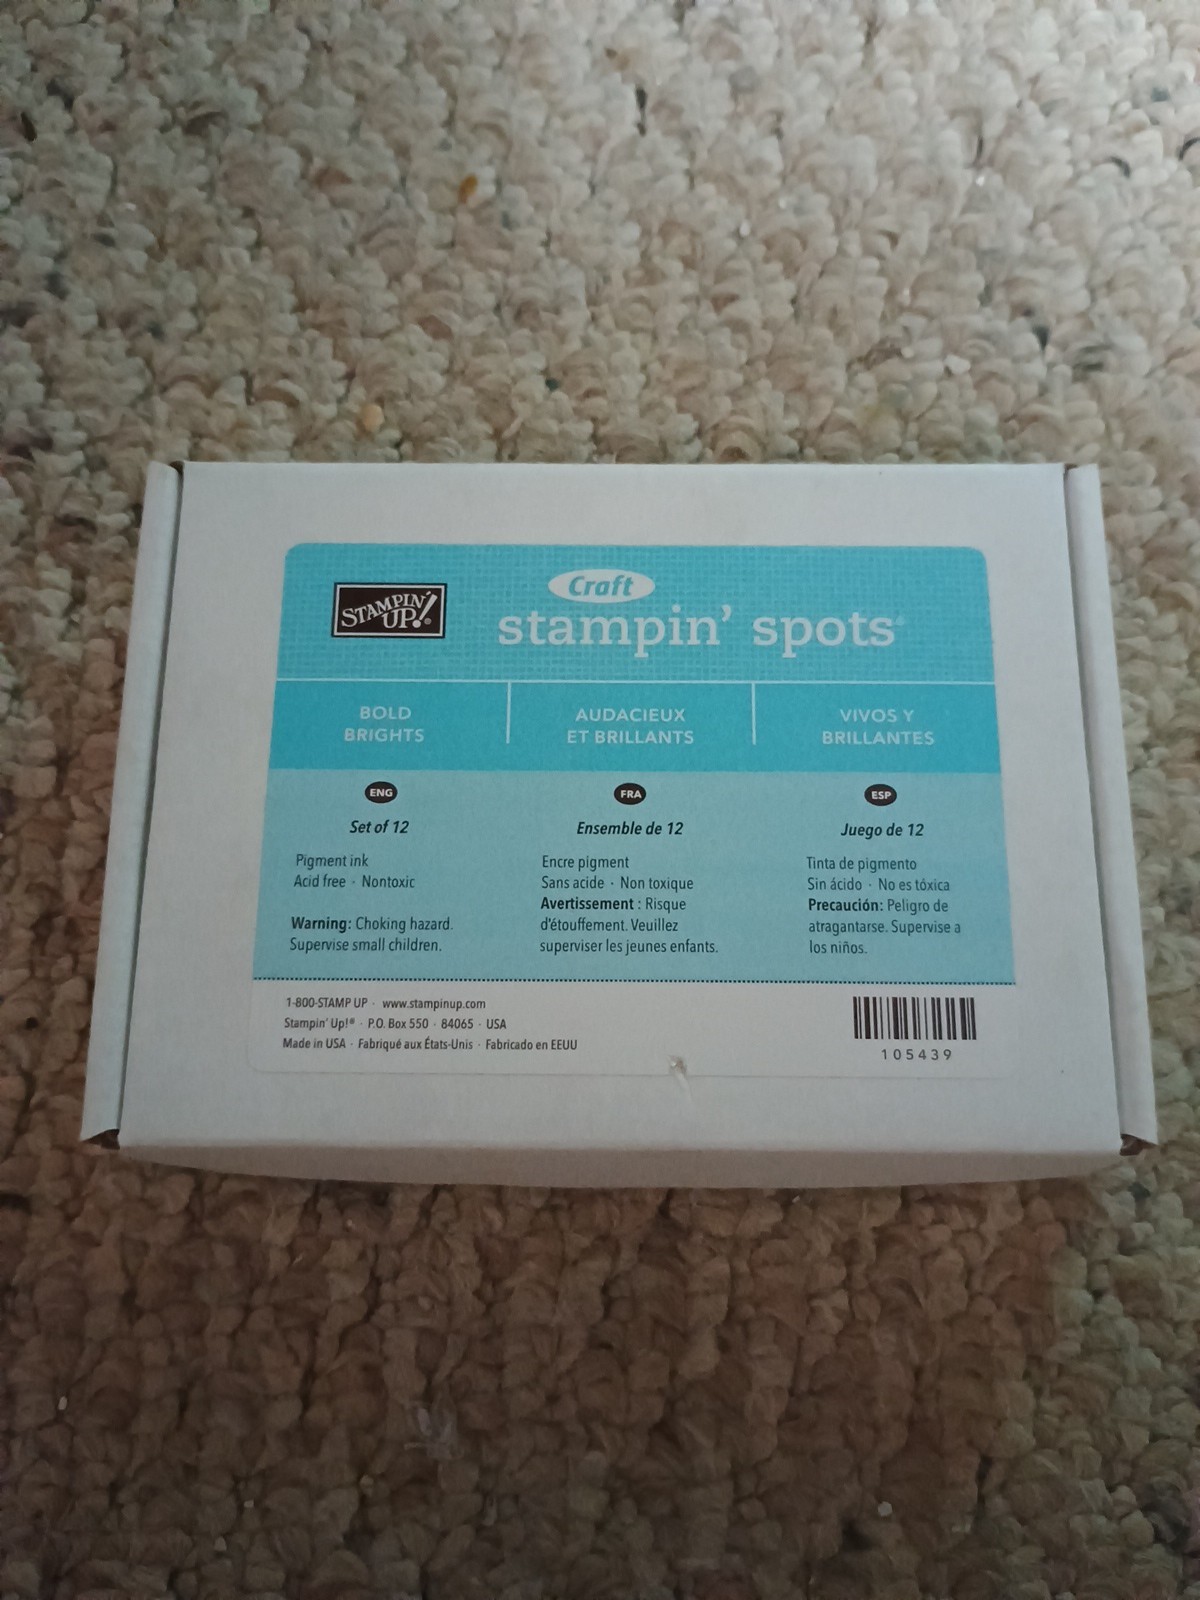 STAMPIN' UP!®
Craft
stampin' spots®
BOLD
BRIGHTS
AUDACIEUX
ET BRILLANTS
VIVOS Y
BRILLANTES
ENG
Set of 12
Pigment ink
Acid free · Nontoxic
Warning: Choking hazard.
Supervise small children.
FRA
Ensemble de 12
Encre pigment
Sans acide · Non toxique
Avertissement : Risque
d'étouffement. Veuillez
superviser les jeunes enfants.
ESP
Juego de 12
Tinta de pigmento
Sin ácido · No es tóxica
Precaución: Peligro de
atragantarse. Supervise a
los niños.
1-800-STAMP UP · www.stampinup.com
Stampin' Up!® · P.O. Box 550 · 84065 · USA
Made in USA · Fabriqué aux États-Unis · Fabricado en EEUU
105439